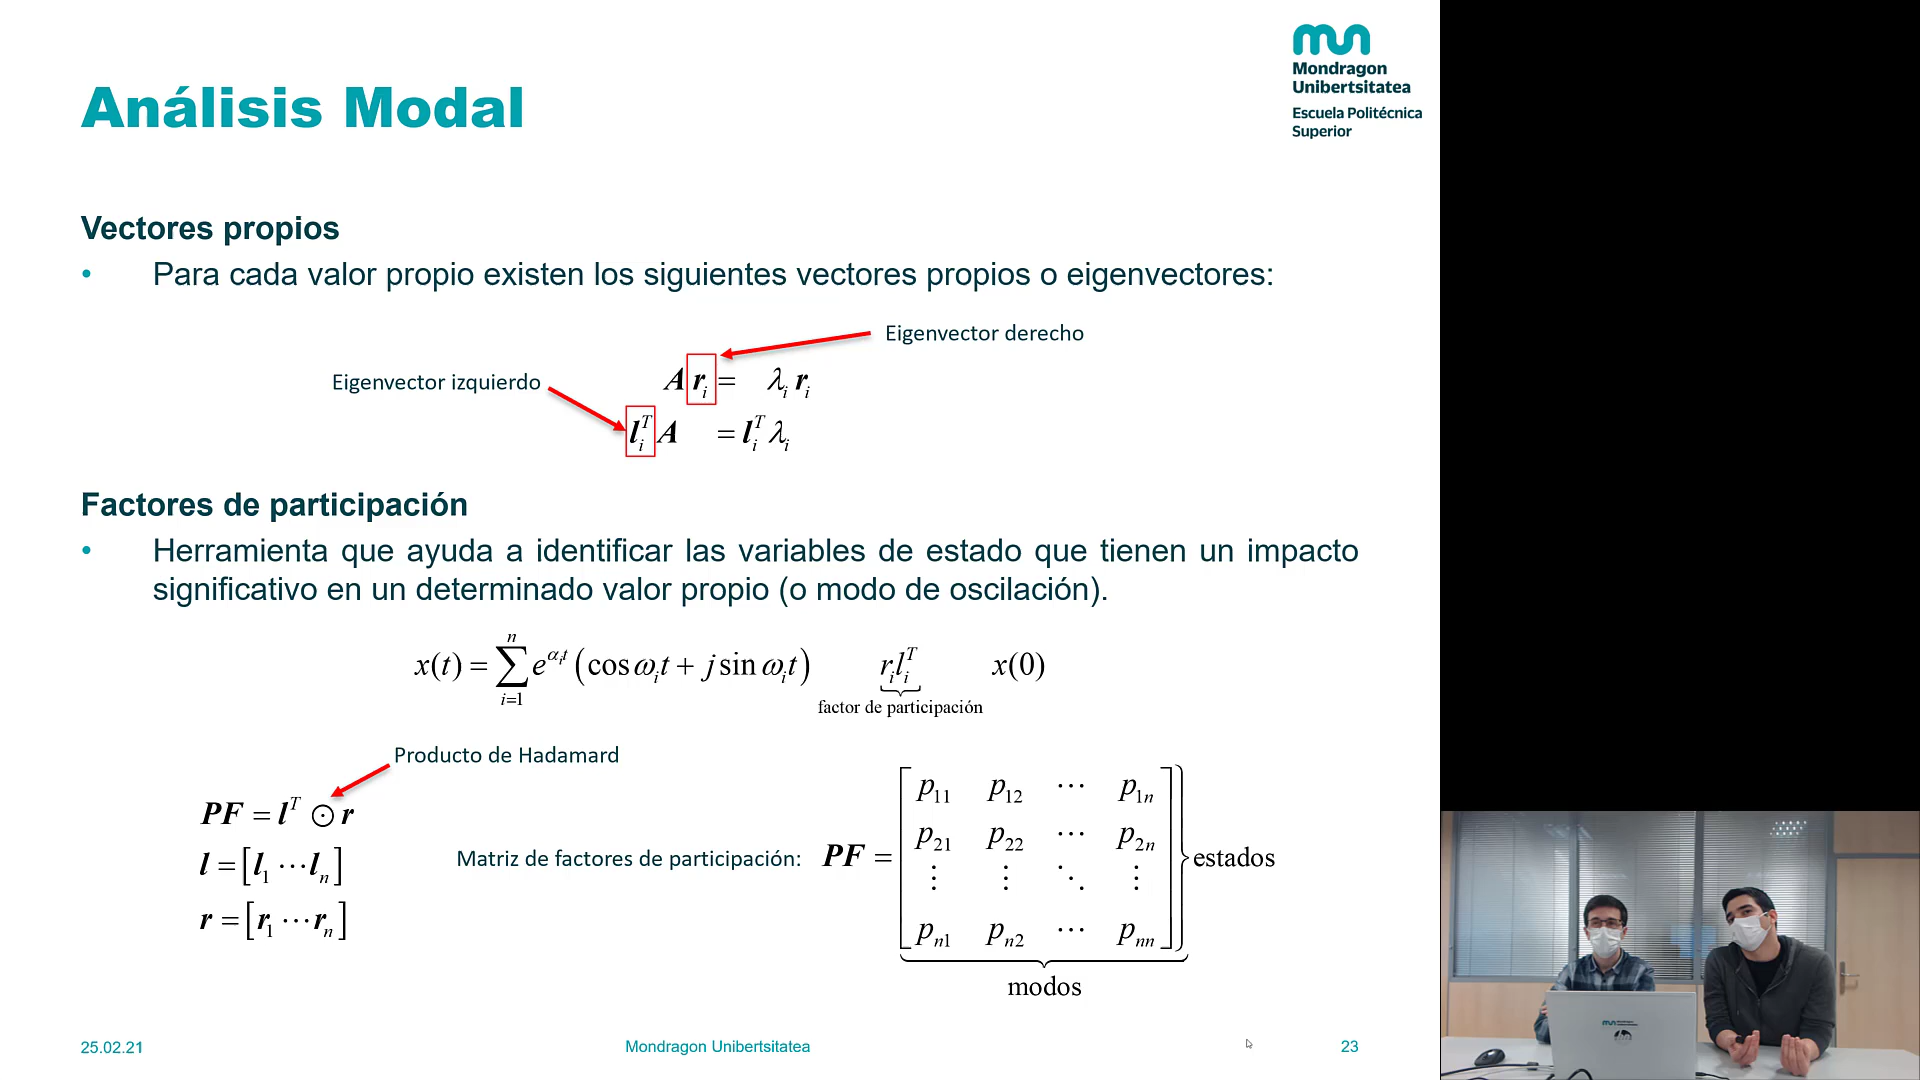 Análisis Modal
Mondragon
Unibertsitatea
Escuela Politécnica
Superior
Vectores propios
• Para cada valor propio existen los siguientes vectores propios o eigenvectores:
Eigenvector derecho
Eigenvector izquierdo
A r_i = λ_i r_i
l_i^T A = l_i^T λ_i
Factores de participación
• Herramienta que ayuda a identificar las variables de estado que tienen un impacto
significativo en un determinado valor propio (o modo de oscilación).
x(t) = ∑_{i=1}^{n} e^{α_i t} (cos ω_i t + j sin ω_i t) r_i l_i^T x(0)
factor de participación
Producto de Hadamard
PF = l^T ⊙ r
l = [l_1 ⋯ l_n]
r = [r_1 ⋯ r_n]
Matriz de factores de participación: PF =
p_11 p_12 ⋯ p_1n
p_21 p_22 ⋯ p_2n
⋮ ⋮ ⋱ ⋮
p_n1 p_n2 ⋯ p_nn
estados
modos
25.02.21
Mondragon Unibertsitatea
23